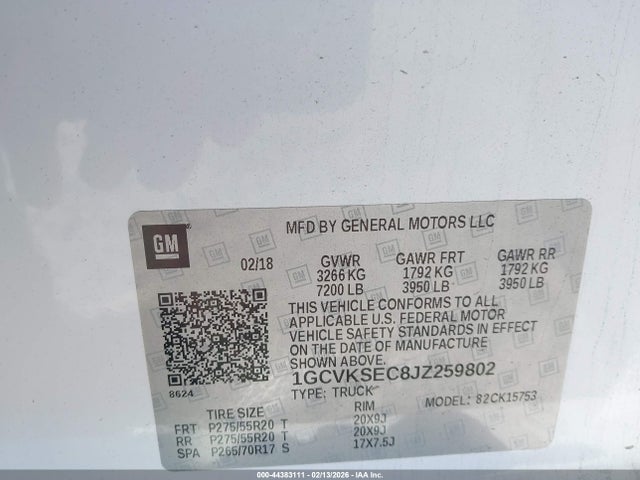 GM
MFD BY GENERAL MOTORS LLC
02/18
GVWR GAWR FRT GAWR RR
3266 KG 1792 KG 1792 KG
7200 LB 3950 LB 3950 LB
THIS VEHICLE CONFORMS TO ALL
APPLICABLE U.S. FEDERAL MOTOR
VEHICLE SAFETY STANDARDS IN EFFECT
ON THE DATE OF MANUFACTURE
SHOWN ABOVE.
8624
1GCVKSEC8JZ259802
TYPE: TRUCK MODEL: 82CK15753
TIRE SIZE RIM
FRT P275/55R20 T 20X9J
RR P275/55R20 T 20X9J
SPA P265/70R17 S 17X7.5J
000-44383111 - 02/13/2026 - IAA Holdings, LLC.